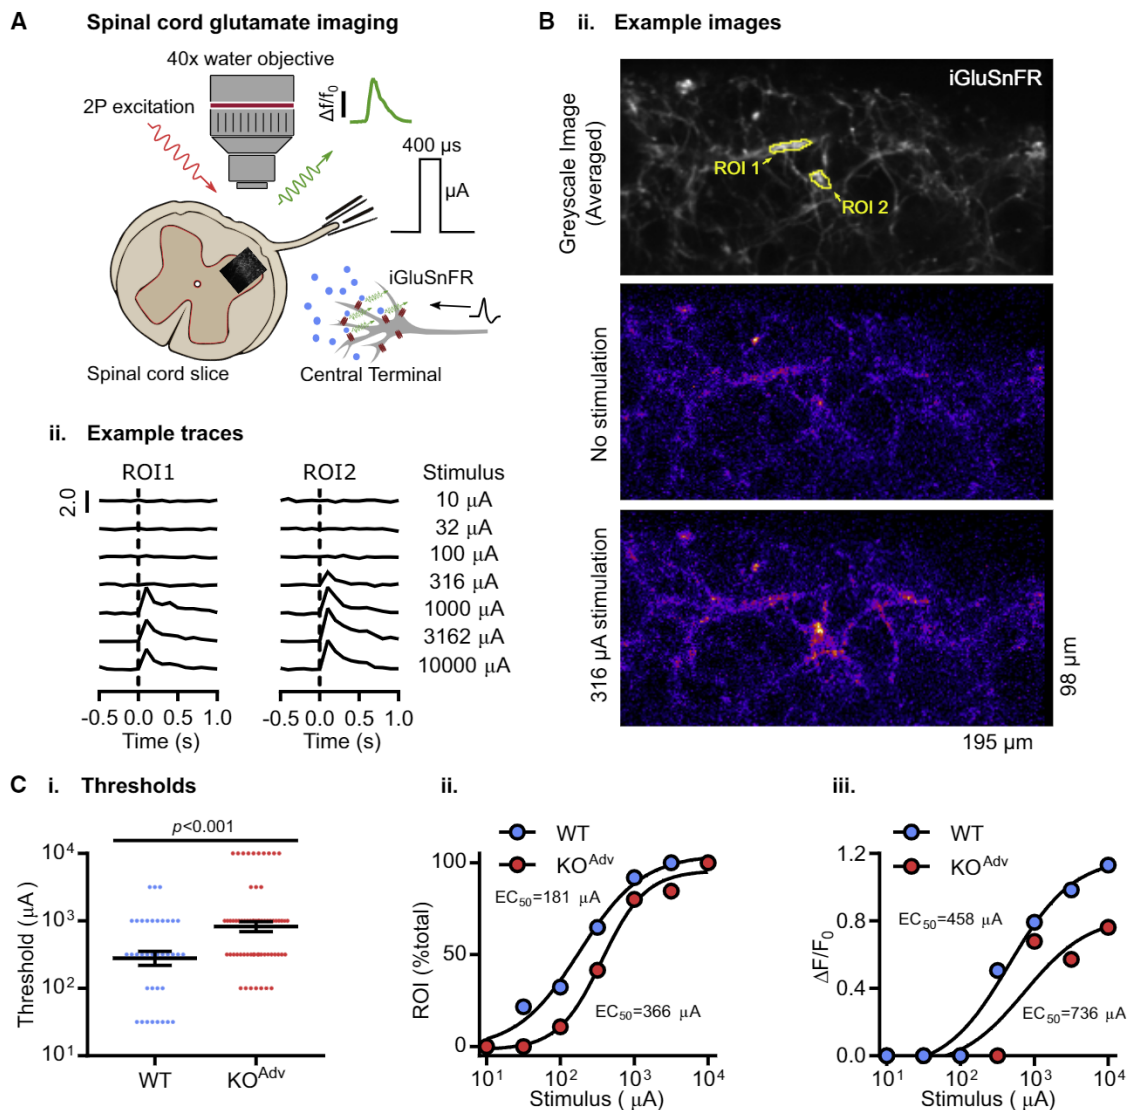 A Spinal cord glutamate imaging
40x water objective
2P excitation
Δf/f0
400 µs
µA
iGluSnFR
Spinal cord slice
Central Terminal
ii. Example traces
ROI1 ROI2 Stimulus
2.0
10 µA
32 µA
100 µA
316 µA
1000 µA
3162 µA
10000 µA
-0.5 0.0 0.5 1.0 -0.5 0.0 0.5 1.0
Time (s) Time (s)
B ii. Example images
Greyscale Image
(Averaged)
iGluSnFR
ROI 1
ROI 2
No stimulation
316 µA stimulation
98 µm
195 µm
C i. Thresholds
p<0.001
Threshold (µA)
10^4
10^3
10^2
10^1
WT KO^Adv
ii.
WT
KO^Adv
ROI (%total)
100
50
0
EC50=181 µA
EC50=366 µA
10^1 10^2 10^3 10^4
Stimulus ( µA)
iii.
WT
KO^Adv
ΔF/F0
1.2
0.8
0.4
0.0
EC50=458 µA
EC50=736 µA
10^1 10^2 10^3 10^4
Stimulus ( µA)